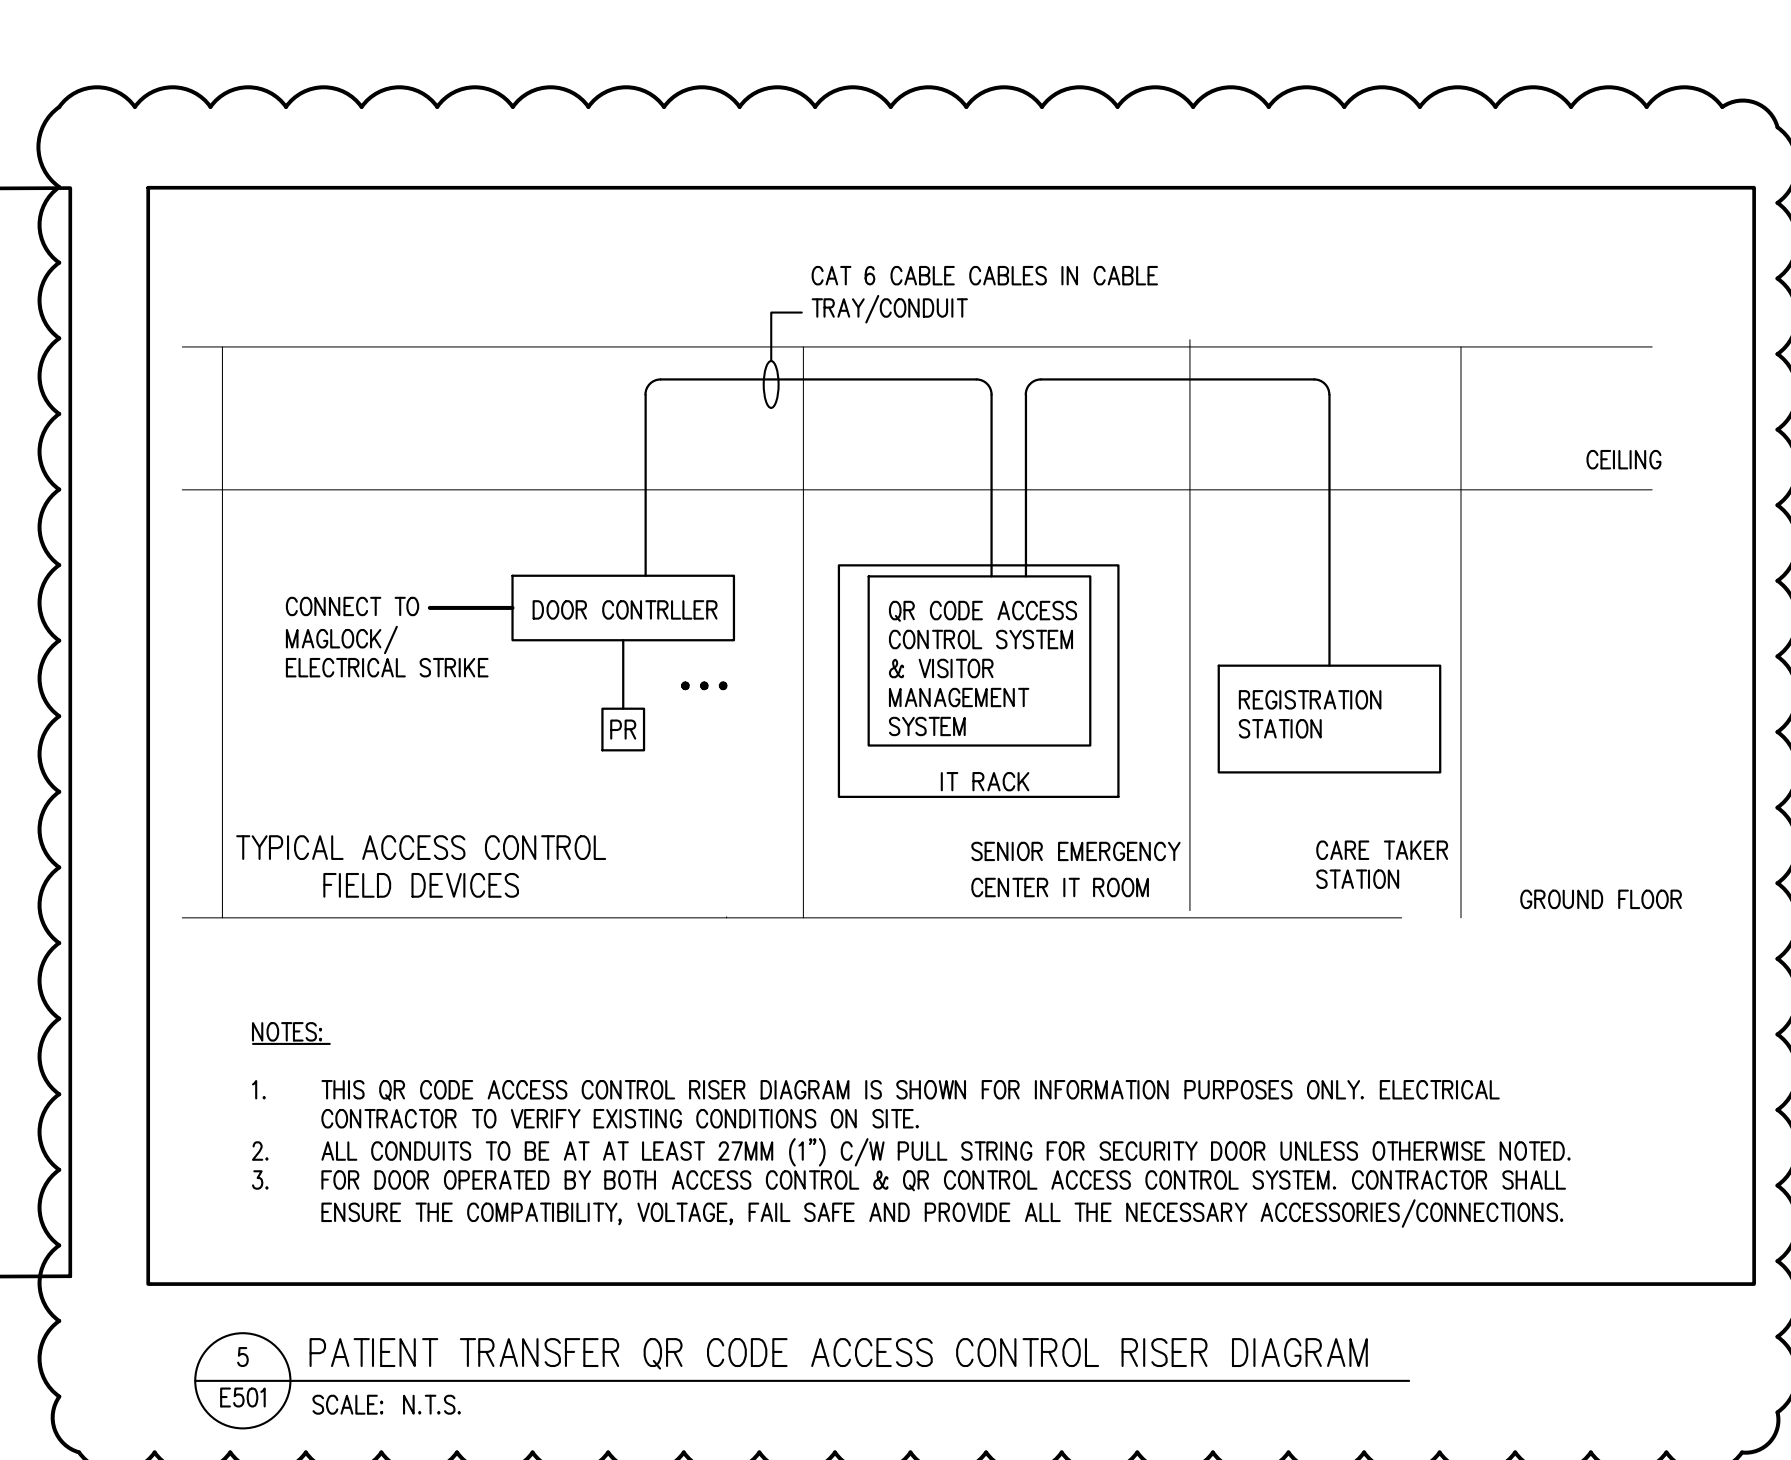 CAT 6 CABLE CABLES IN CABLE
TRAY/CONDUIT
CEILING
CONNECT TO
MAGLOCK/
ELECTRICAL STRIKE
DOOR CONTRLLER
PR
QR CODE ACCESS
CONTROL SYSTEM
& VISITOR
MANAGEMENT
SYSTEM
IT RACK
REGISTRATION
STATION
TYPICAL ACCESS CONTROL
FIELD DEVICES
SENIOR EMERGENCY
CENTER IT ROOM
CARE TAKER
STATION
GROUND FLOOR
NOTES:
1. THIS QR CODE ACCESS CONTROL RISER DIAGRAM IS SHOWN FOR INFORMATION PURPOSES ONLY. ELECTRICAL
CONTRACTOR TO VERIFY EXISTING CONDITIONS ON SITE.
2. ALL CONDUITS TO BE AT AT LEAST 27MM (1") C/W PULL STRING FOR SECURITY DOOR UNLESS OTHERWISE NOTED.
3. FOR DOOR OPERATED BY BOTH ACCESS CONTROL & QR CONTROL ACCESS CONTROL SYSTEM. CONTRACTOR SHALL
ENSURE THE COMPATIBILITY, VOLTAGE, FAIL SAFE AND PROVIDE ALL THE NECESSARY ACCESSORIES/CONNECTIONS.
5
E501
PATIENT TRANSFER QR CODE ACCESS CONTROL RISER DIAGRAM
SCALE: N.T.S.